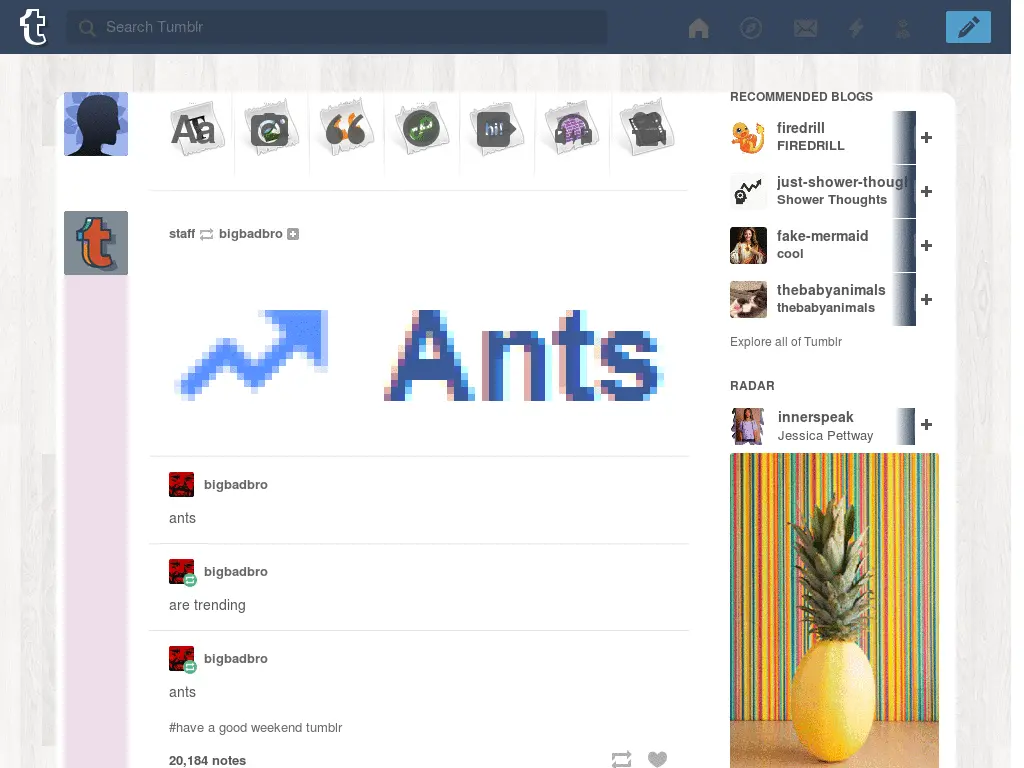 Search Tumblr
Aa
hi!
staff bigbadbro
Ants
bigbadbro
ants
bigbadbro
are trending
bigbadbro
ants
#have a good weekend tumblr
20,184 notes
RECOMMENDED BLOGS
firedrill
FIREDRILL
just-shower-though
Shower Thoughts
fake-mermaid
cool
thebabyanimals
thebabyanimals
Explore all of Tumblr
RADAR
innerspeak
Jessica Pettway